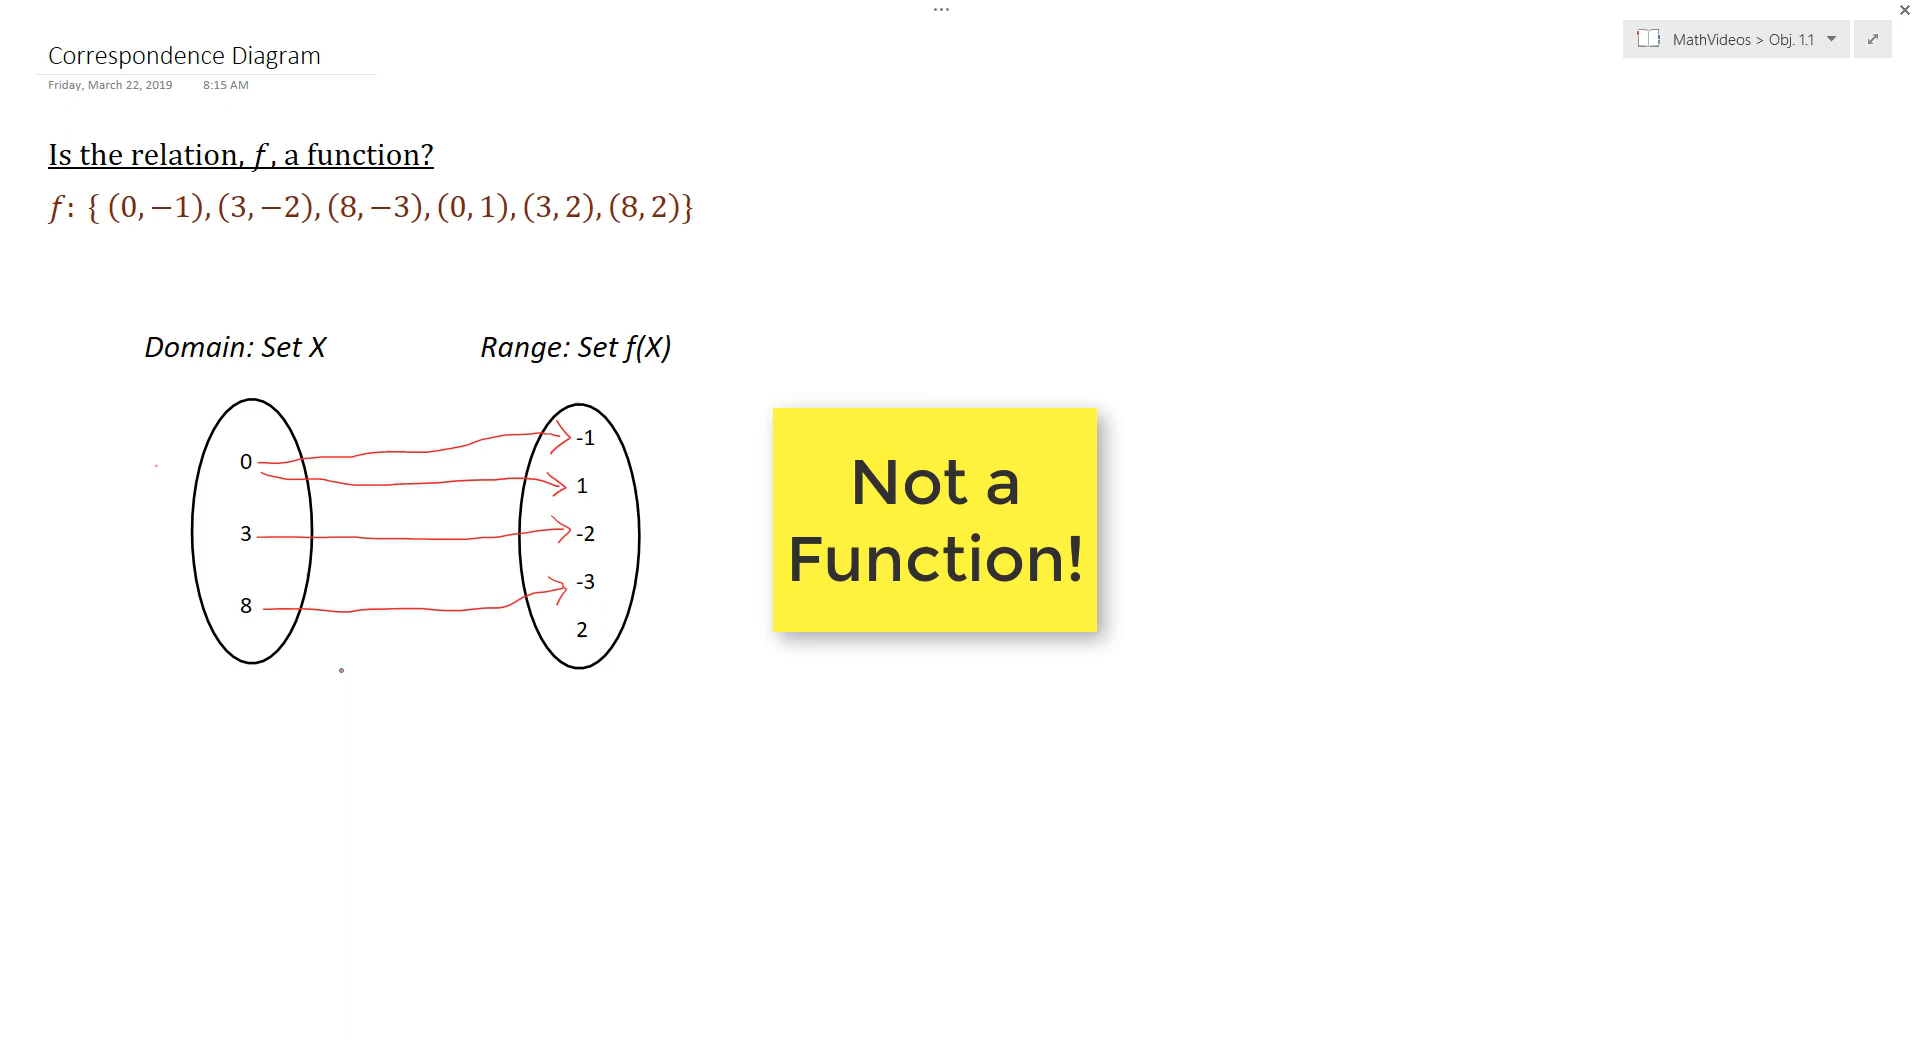 ...
MathVideos > Obj. 1.1
Correspondence Diagram
Friday, March 22, 2019 8:15 AM
Is the relation, f, a function?
f: { (0, −1), (3, −2), (8, −3), (0, 1), (3, 2), (8, 2)}
Domain: Set X Range: Set f(X)
-1
0
1
3 -2
-3
8
2
Not a
Function!